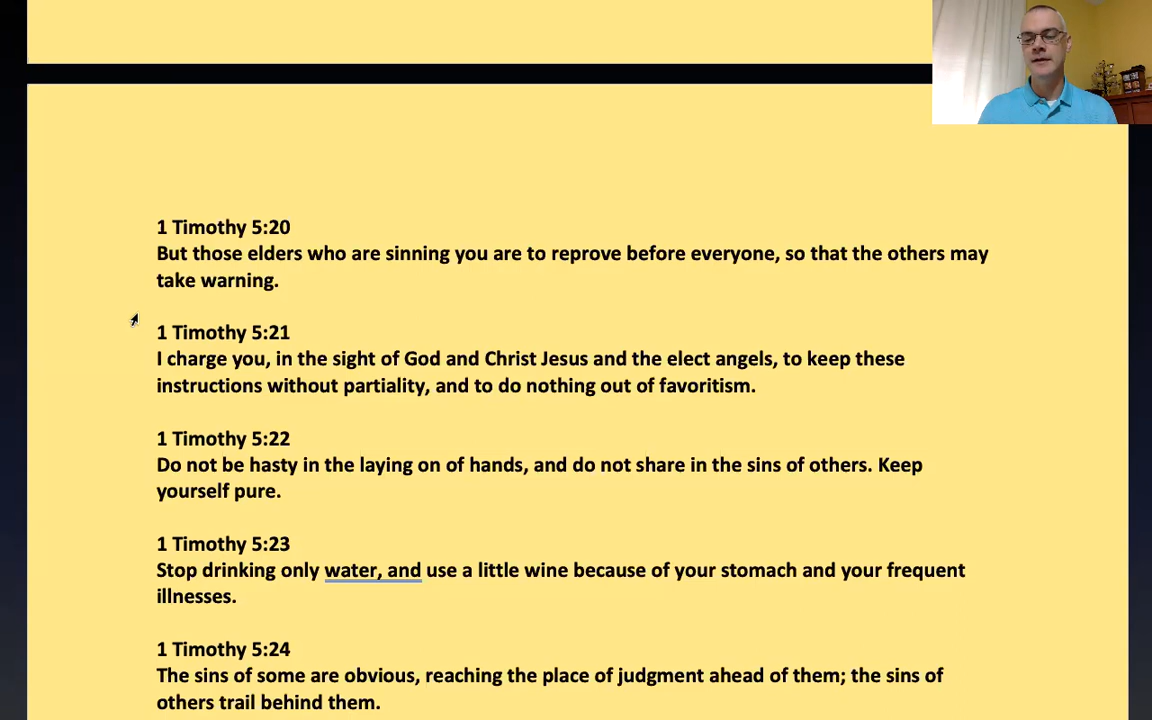 1 Timothy 5:20
But those elders who are sinning you are to reprove before everyone, so that the others may
take warning.
1 Timothy 5:21
I charge you, in the sight of God and Christ Jesus and the elect angels, to keep these
instructions without partiality, and to do nothing out of favoritism.
1 Timothy 5:22
Do not be hasty in the laying on of hands, and do not share in the sins of others. Keep
yourself pure.
1 Timothy 5:23
Stop drinking only water, and use a little wine because of your stomach and your frequent
illnesses.
1 Timothy 5:24
The sins of some are obvious, reaching the place of judgment ahead of them; the sins of
others trail behind them.